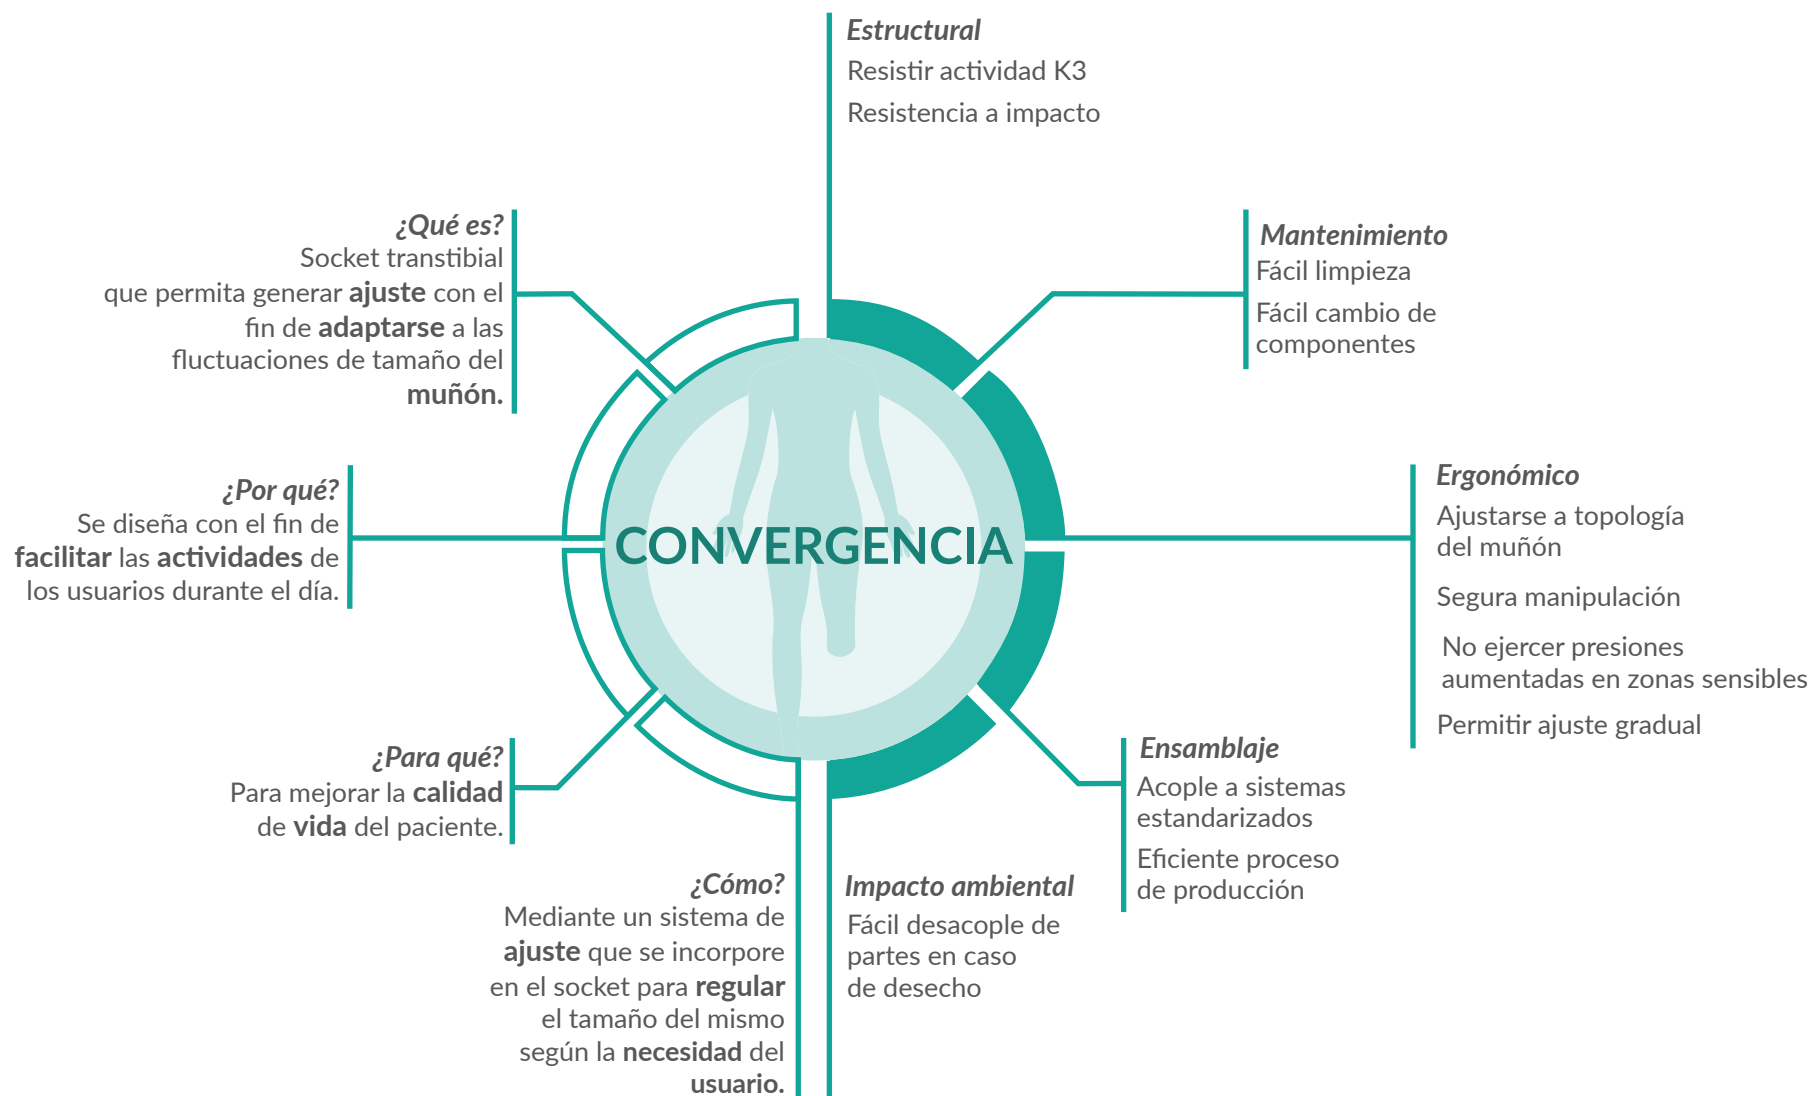 Estructural
Resistir actividad K3
Resistencia a impacto
¿Qué es?
Socket transtibial
que permita generar ajuste con el
fin de adaptarse a las
fluctuaciones de tamaño del
muñón.
Mantenimiento
Fácil limpieza
Fácil cambio de
componentes
¿Por qué?
Se diseña con el fin de
facilitar las actividades de
los usuarios durante el día.
CONVERGENCIA
Ergonómico
Ajustarse a topología
del muñón
Segura manipulación
No ejercer presiones
aumentadas en zonas sensibles
Permitir ajuste gradual
¿Para qué?
Para mejorar la calidad
de vida del paciente.
Ensamblaje
Acople a sistemas
estandarizados
Eficiente proceso
de producción
¿Cómo?
Mediante un sistema de
ajuste que se incorpore
en el socket para regular
el tamaño del mismo
según la necesidad del
usuario.
Impacto ambiental
Fácil desacople de
partes en caso
de desecho